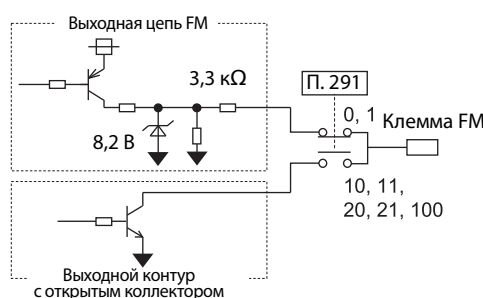 Выходная цепь FM
3,3 кΩ
8,2 В
П. 291
0, 1
Клемма FM
10, 11,
20, 21, 100
Выходной контур
с открытым коллектором